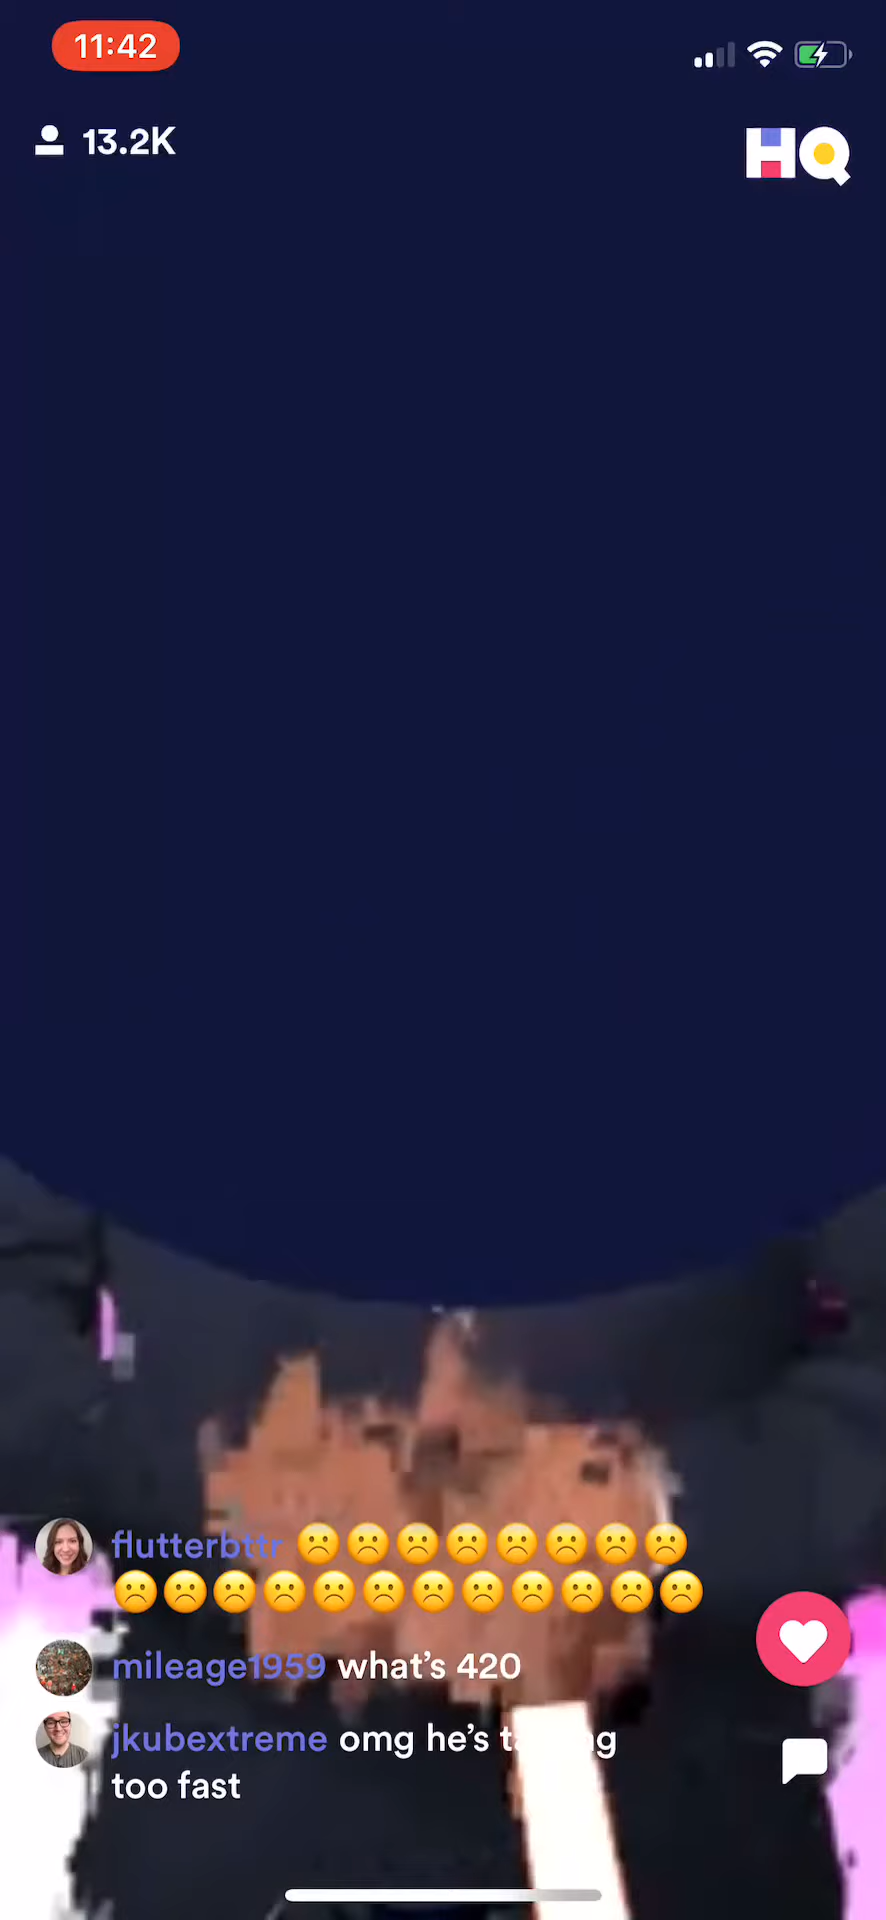 11:42
13.2K
HQ
flutterbttr ☹️☹️☹️☹️☹️☹️☹️☹️
☹️☹️☹️☹️☹️☹️☹️☹️☹️☹️☹️☹️
mileage1959 what’s 420
jkubextreme omg he’s
too fast